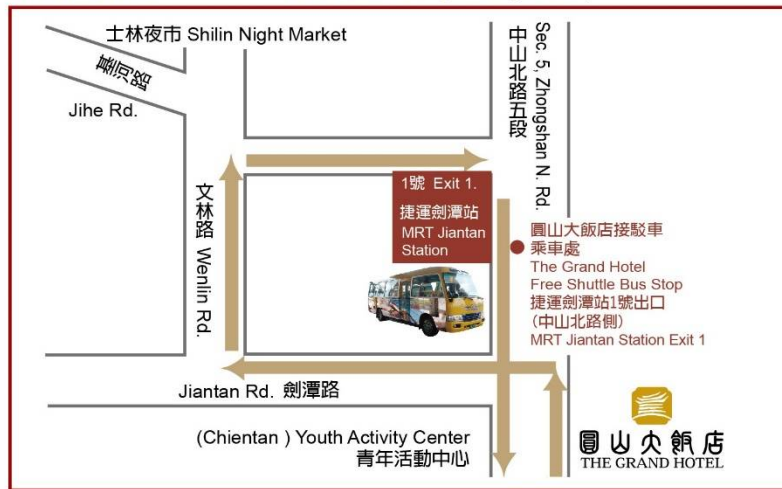 士林夜市 Shilin Night Market
基河路
Jihe Rd.
Sec. 5, Zhongshan N. Rd.
中山北路五段
1號 Exit 1.
捷運劍潭站
MRT Jiantan
Station
文林路 Wenlin Rd.
圓山大飯店接駁車
乘車處
The Grand Hotel
Free Shuttle Bus Stop
捷運劍潭站1號出口
(中山北路側)
MRT Jiantan Station Exit 1
Jiantan Rd. 劍潭路
(Chientan ) Youth Activity Center
青年活動中心
圓山大飯店
THE GRAND HOTEL